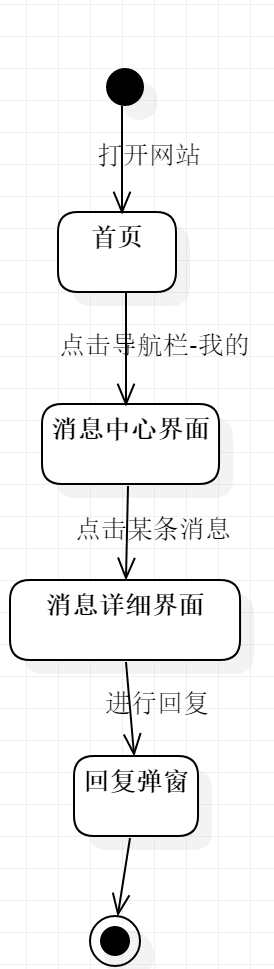 打开网站
首页
点击导航栏-我的
消息中心界面
点击某条消息
消息详细界面
进行回复
回复弹窗